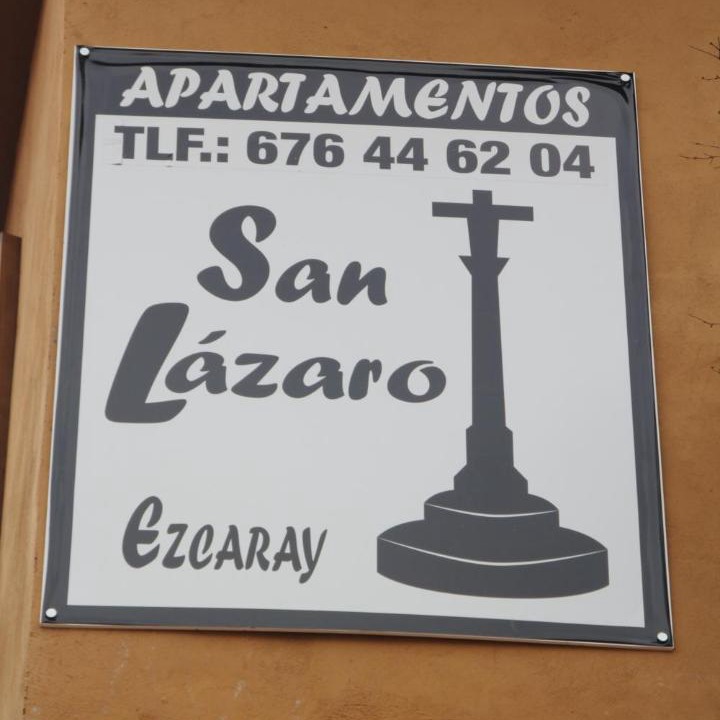 APARTAMENTOS
TLF.: 676 44 62 04
San
Lázaro
EZCARAY